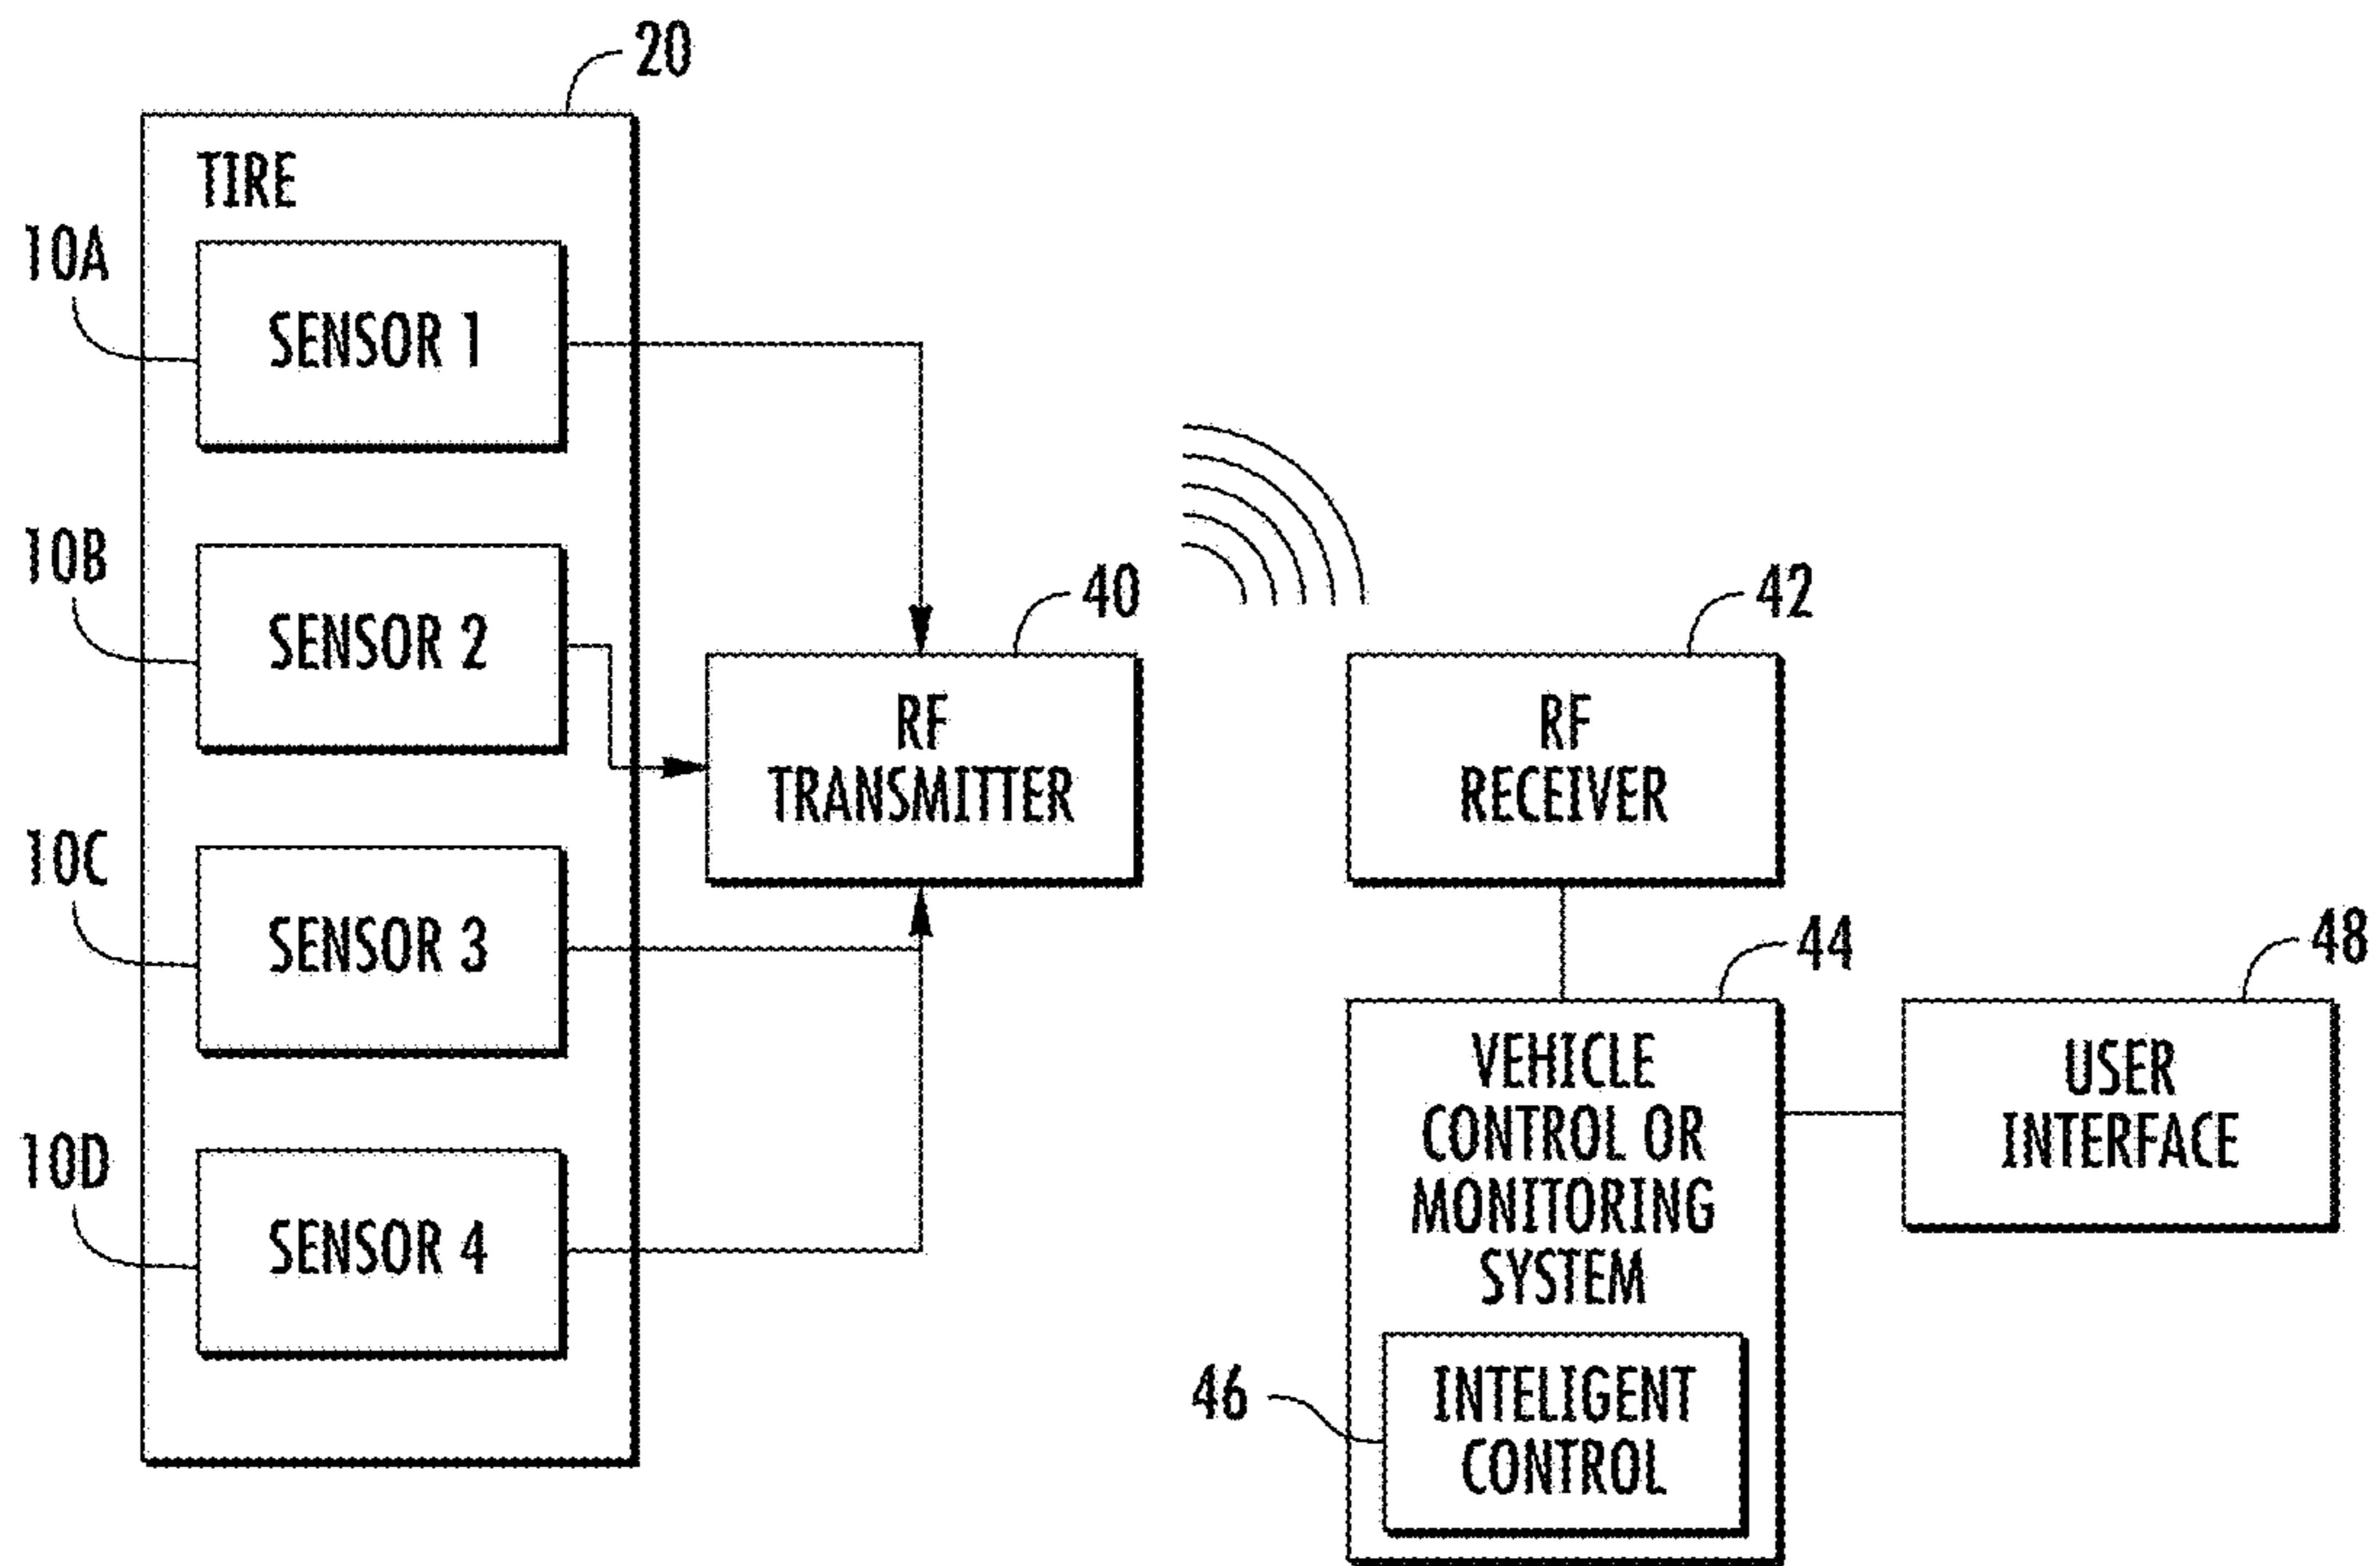 20
TIRE
10A
SENSOR 1
10B
SENSOR 2
40
42
RF
TRANSMITTER
RF
RECEIVER
10C
SENSOR 3
44
48
VEHICLE
CONTROL OR
MONITORING
SYSTEM
USER
INTERFACE
10D
SENSOR 4
46
INTELIGENT
CONTROL